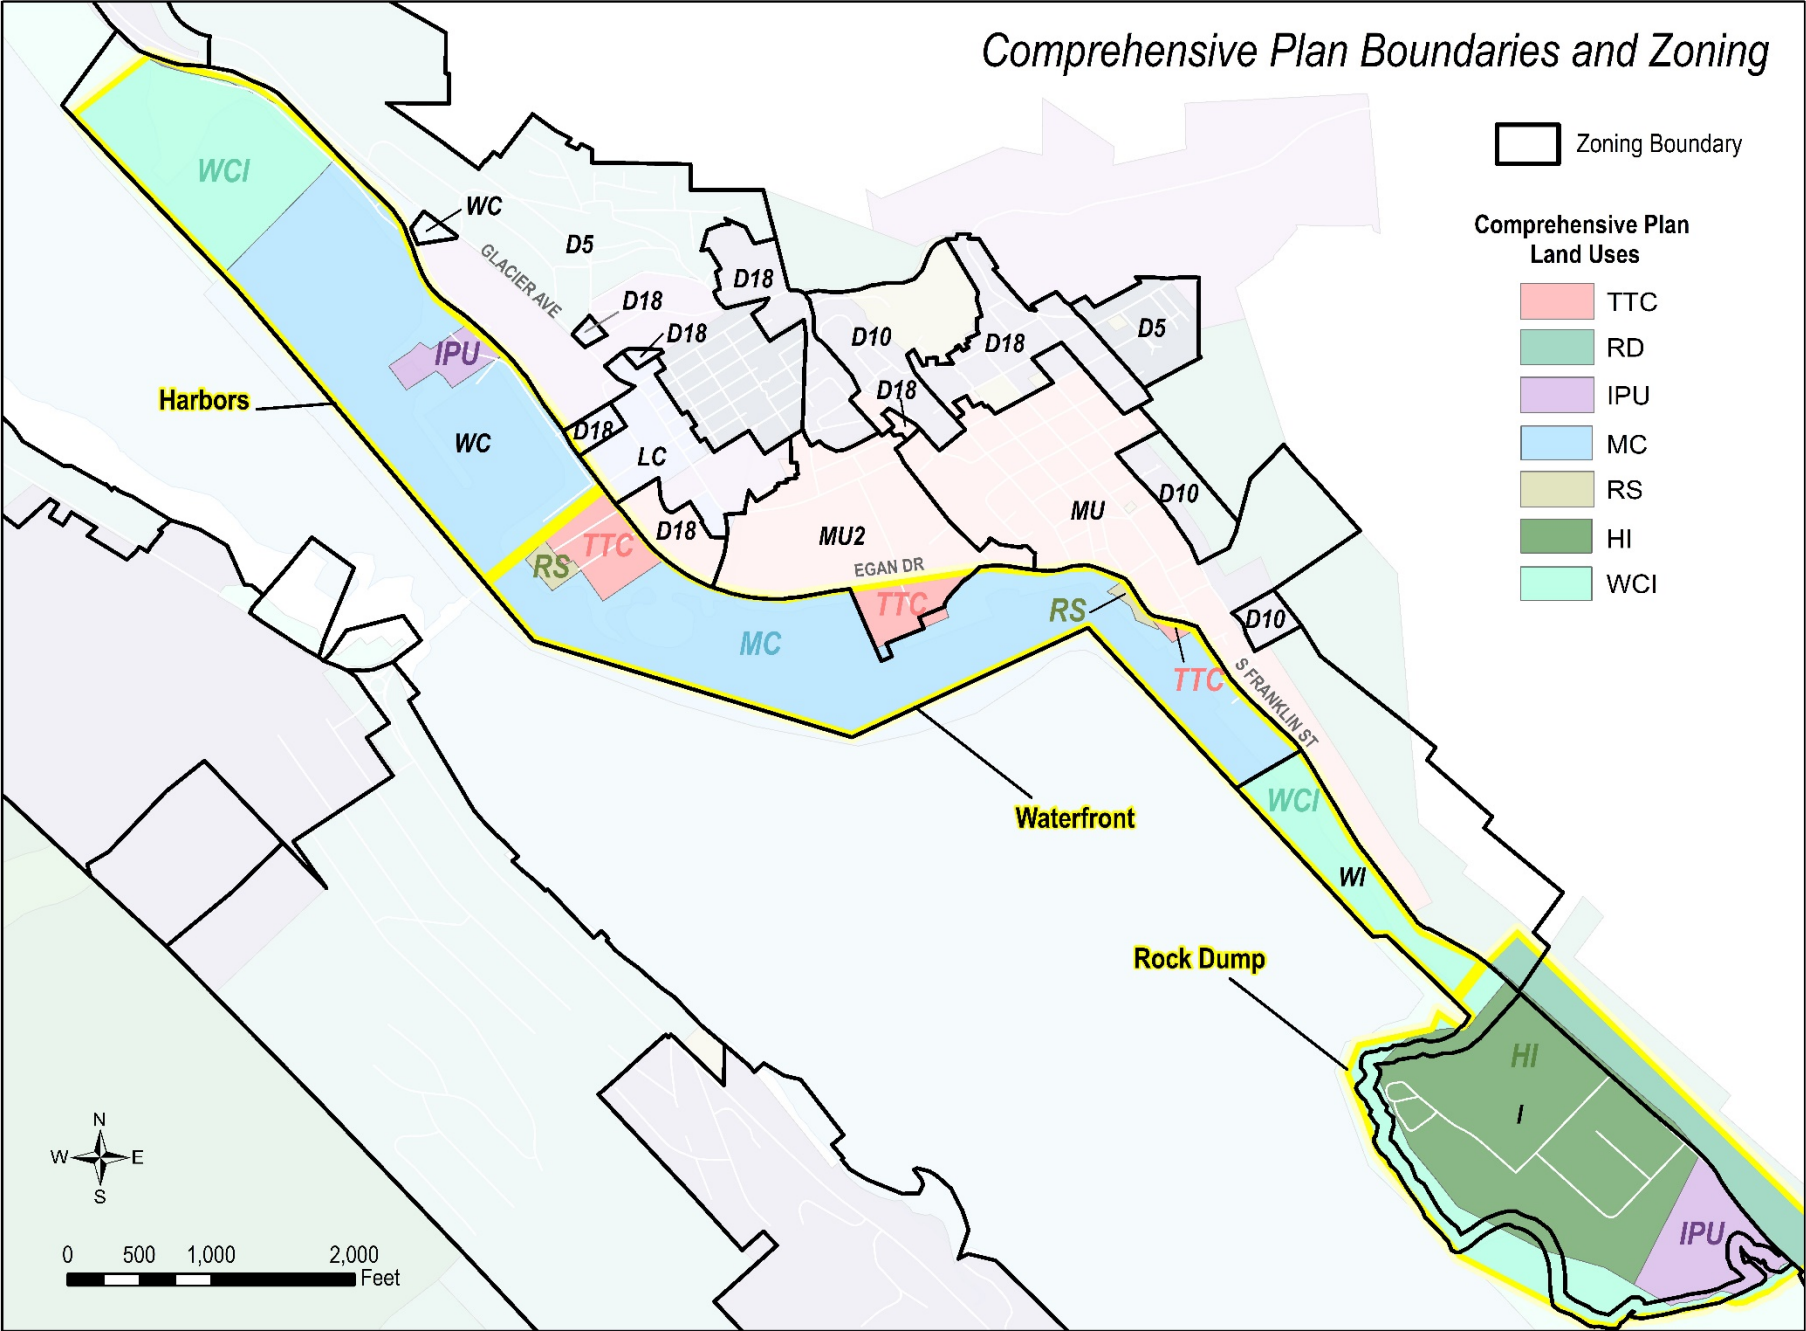 Comprehensive Plan Boundaries and Zoning
Zoning Boundary
Comprehensive Plan
Land Uses
TTC
RD
IPU
MC
RS
HI
WCI
WCI
WC
D5
GLACIER AVE
D18
D18
D18
D10
D18
D5
D18
IPU
Harbors
WC
D18
LC
D18
MU2
MU
D10
EGAN DR
RS
TTC
TTC
RS
D10
MC
TTC
S FRANKLIN ST
WCI
Waterfront
WI
Rock Dump
HI
I
IPU
N
W
E
S
0 500 1,000 2,000
Feet